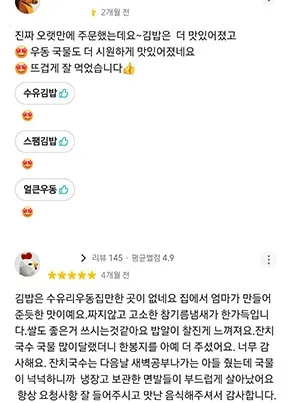 2개월 전
진짜 오랫만에 주문했는데요~김밥은 더 맛있어졌고
😍 우동 국물도 더 시원하게 맛있어졌네요
😍 뜨겁게 잘 먹었습니다👍
수유김밥
😍
스팸김밥
😍
얼큰우동
😍
리뷰 145 · 평균별점 4.9
★★★★★ 4개월 전
김밥은 수유리우동집만한 곳이 없네요 집에서 엄마가 만들어
준듯한 맛이예요.짜지않고 고소한 참기름냄새가 한가득입니
다.쌀도 좋은거 쓰시는것같아요 밥알이 찰진게 느껴져요.잔치
국수 국물 많이달랬더니 한봉지를 아예 더 주셨어요. 너무 감
사해요. 잔치국수는 다음날 새벽공부나가는 아들 줬는데 국물
이 넉넉하니까 냉장고 보관한 면발들이 부드럽게 살아났어요
항상 요청사항 잘 들어주시고 맛난 음식해주셔서 감사합니다.